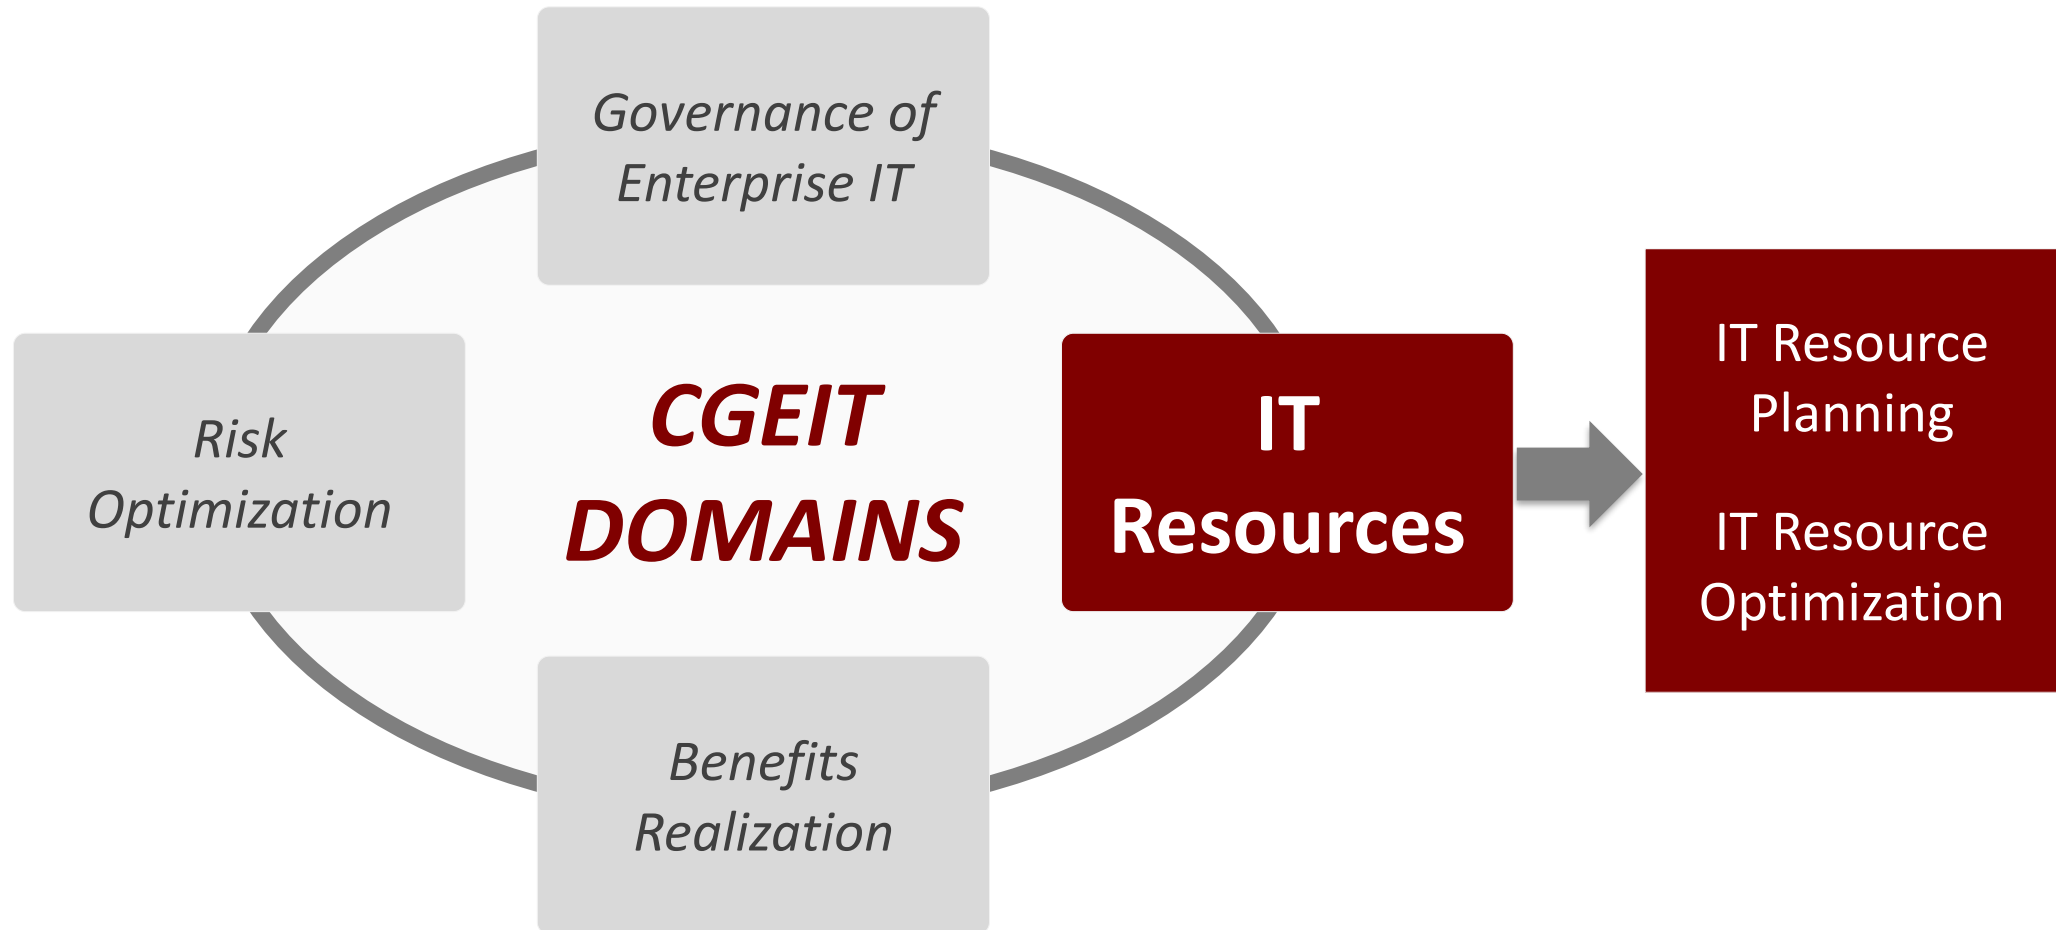 Governance of
Enterprise IT
Risk
Optimization
CGEIT
DOMAINS
IT
Resources
IT Resource
Planning
IT Resource
Optimization
Benefits
Realization